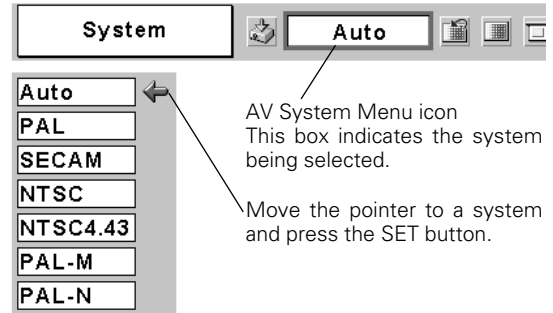 System
Auto
Auto
PAL
SECAM
NTSC
NTSC4.43
PAL-M
PAL-N
AV System Menu icon
This box indicates the system
being selected.
Move the pointer to a system
and press the SET button.